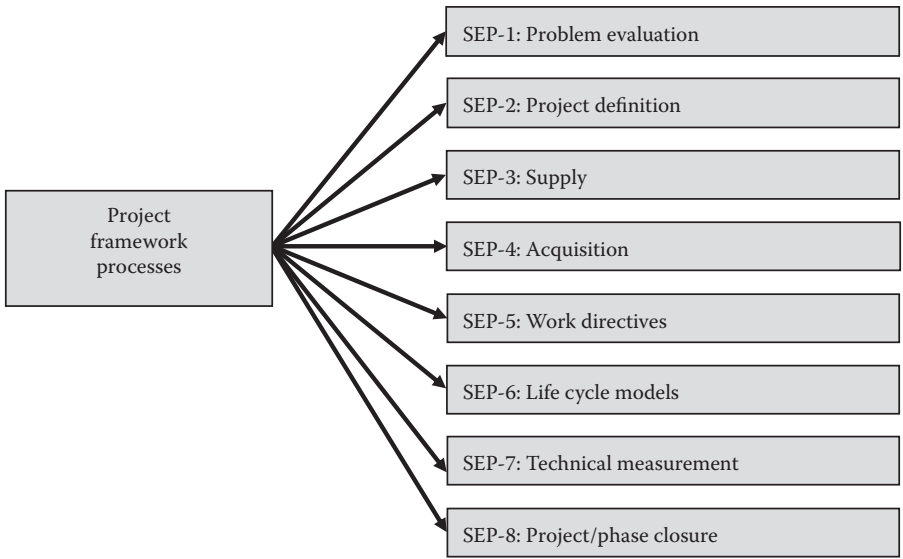 Project
framework
processes
SEP-1: Problem evaluation
SEP-2: Project definition
SEP-3: Supply
SEP-4: Acquisition
SEP-5: Work directives
SEP-6: Life cycle models
SEP-7: Technical measurement
SEP-8: Project/phase closure